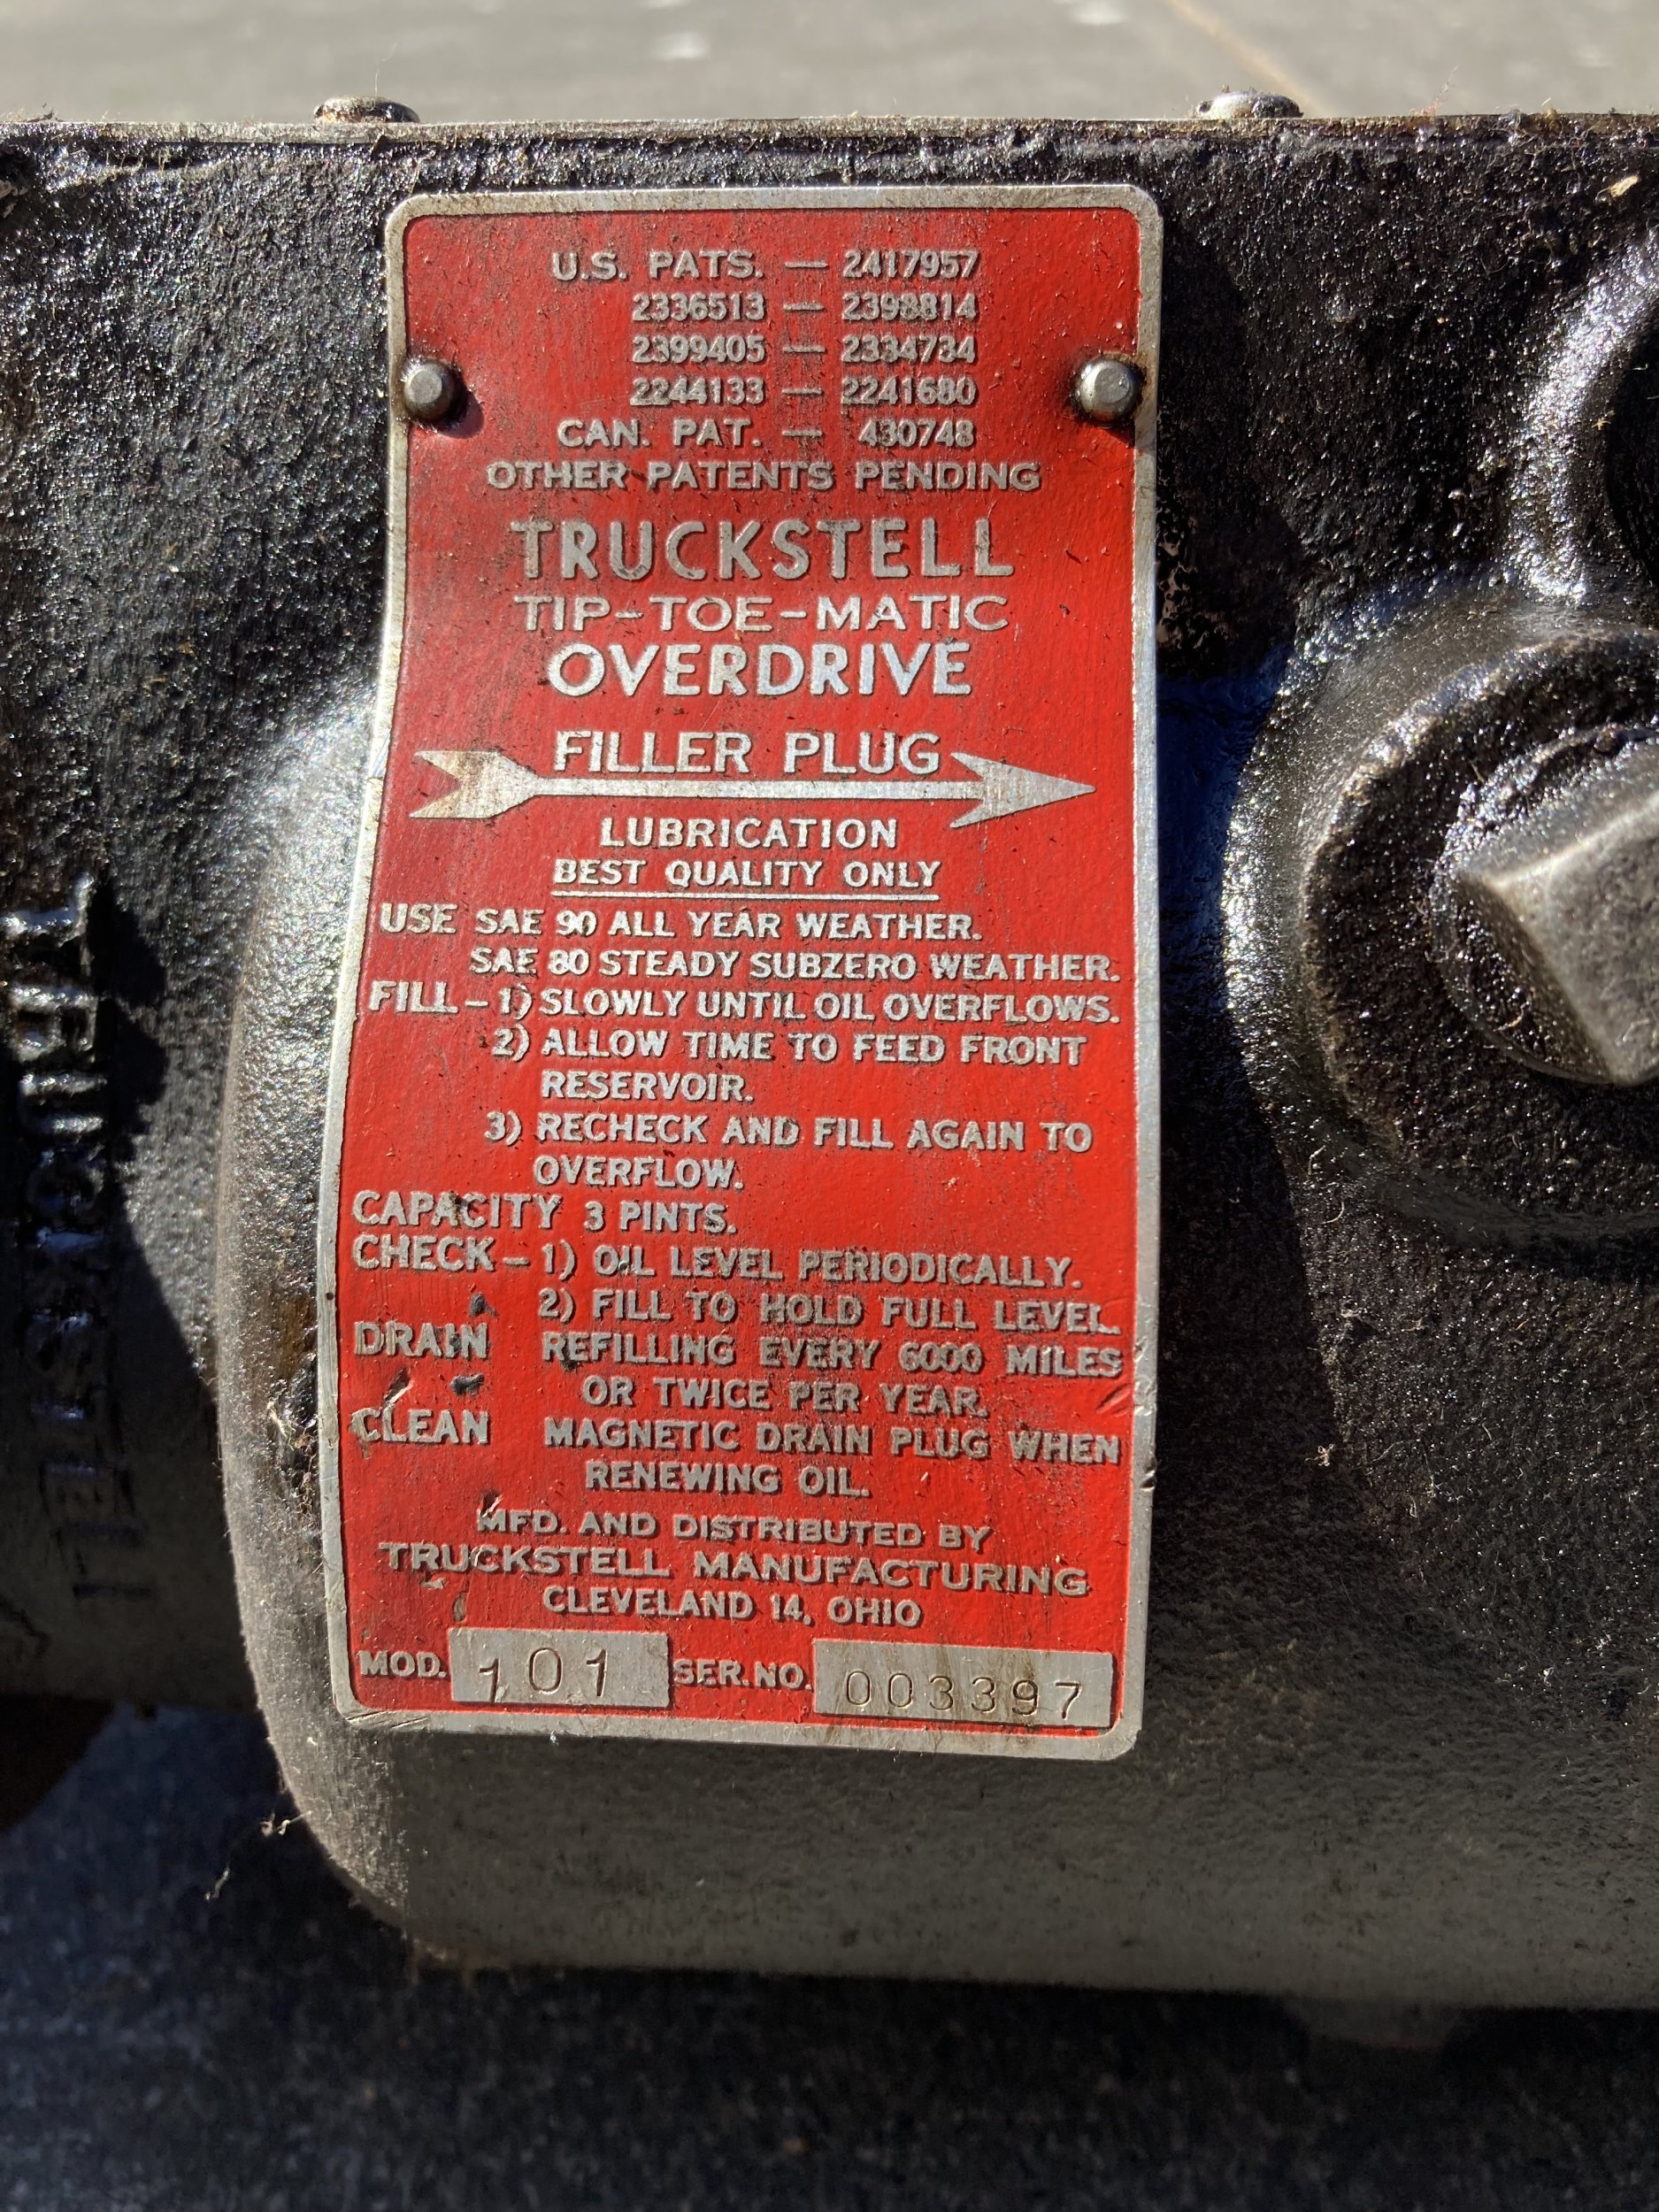 U.S. PATS. — 2417957
2336513 — 2398814
2399405 — 2334734
2244133 — 2241680
CAN. PAT. — 430748
OTHER PATENTS PENDING
TRUCKSTELL
TIP-TOE-MATIC
OVERDRIVE
FILLER PLUG
LUBRICATION
BEST QUALITY ONLY
USE SAE 90 ALL YEAR WEATHER.
SAE 80 STEADY SUBZERO WEATHER.
FILL - 1) SLOWLY UNTIL OIL OVERFLOWS.
2) ALLOW TIME TO FEED FRONT
RESERVOIR.
3) RECHECK AND FILL AGAIN TO
OVERFLOW.
CAPACITY 3 PINTS.
CHECK - 1) OIL LEVEL PERIODICALLY.
2) FILL TO HOLD FULL LEVEL
DRAIN REFILLING EVERY 6000 MILES
OR TWICE PER YEAR.
CLEAN MAGNETIC DRAIN PLUG WHEN
RENEWING OIL.
MFD. AND DISTRIBUTED BY
TRUCKSTELL MANUFACTURING
CLEVELAND 14, OHIO
MOD. 101 SER.NO. 003397
TRUCKSTELL